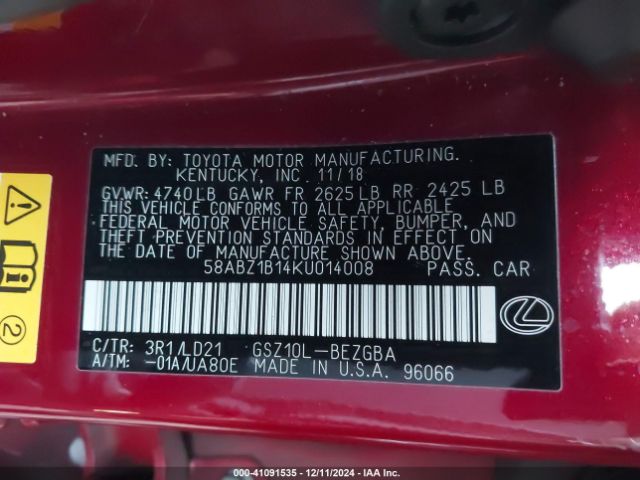 MFD. BY: TOYOTA MOTOR MANUFACTURING.
KENTUCKY, INC. 11/18
GVWR: 4740LB GAWR FR 2625LB RR 2425 LB
THIS VEHICLE CONFORMS TO ALL APPLICABLE
FEDERAL MOTOR VEHICLE SAFETY, BUMPER, AND
THEFT PREVENTION STANDARDS IN EFFECT ON
THE DATE OF MANUFACTURE SHOWN ABOVE.
58ABZ1B14KU014008 PASS. CAR
C/TR: 3R1/LD21 GSZ10L-BEZGBA
A/TM: -01A/UA80E MADE IN U.S.A. 96066
2
000-41091535 - 12/11/2024 - IAA Inc.